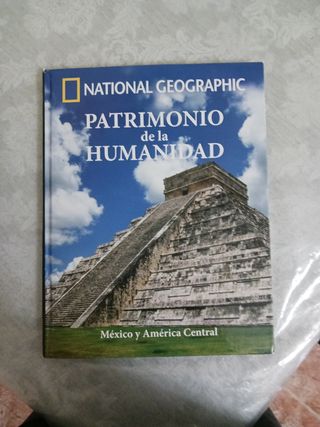 NATIONAL GEOGRAPHIC
PATRIMONIO
de la
HUMANIDAD
México y América Central